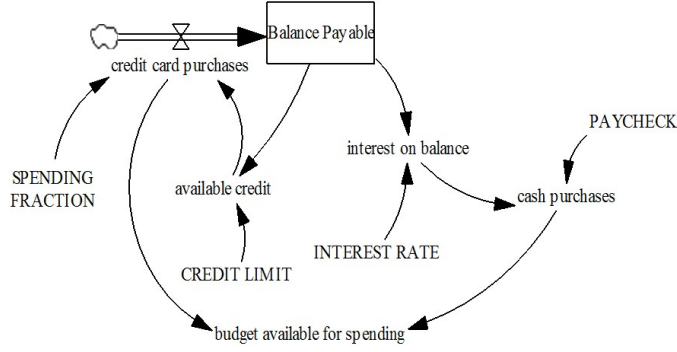 Balance Payable
credit card purchases
PAYCHECK
interest on balance
SPENDING
FRACTION
available credit
cash purchases
INTEREST RATE
CREDIT LIMIT
budget available for spending